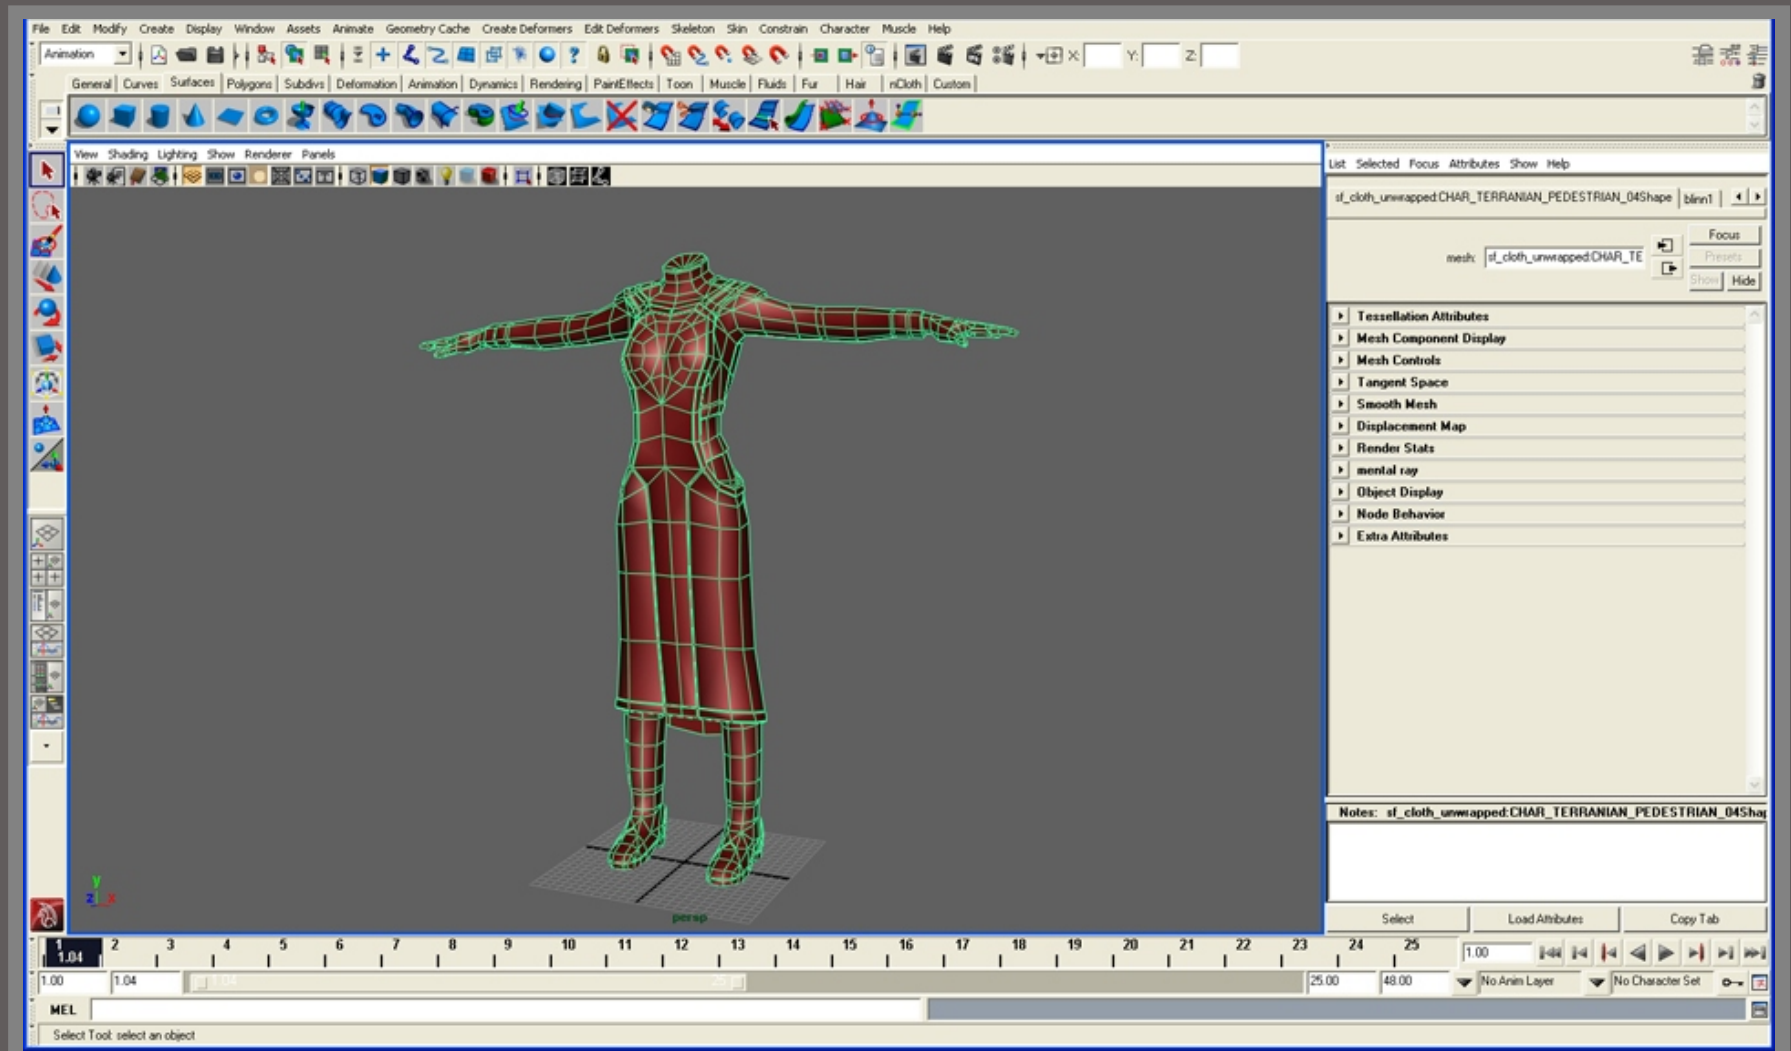 File Edit Modify Create Display Window Assets Animate Geometry Cache Create Deformers Edit Deformers Skeleton Skin Constrain Character Muscle Help
Animation X: Y: Z:
General Curves Surfaces Polygons Subdivs Deformation Animation Dynamics Rendering PaintEffects Toon Muscle Fluids Fur Hair nCloth Custom
View Shading Lighting Show Renderer Panels
List Selected Focus Attributes Show Help
sf_cloth_unwrapped:CHAR_TERRANIAN_PEDESTRIAN_04Shape blinn1
Focus
mesh: sf_cloth_unwrapped:CHAR_TE
Presets
Show Hide
Tessellation Attributes
Mesh Component Display
Mesh Controls
Tangent Space
Smooth Mesh
Displacement Map
Render Stats
mental ray
Object Display
Node Behavior
Extra Attributes
Notes: sf_cloth_unwrapped:CHAR_TERRANIAN_PEDESTRIAN_04Shap
y
z x
persp
Select Load Attributes Copy Tab
1 2 3 4 5 6 7 8 9 10 11 12 13 14 15 16 17 18 19 20 21 22 23 24 25
1.04 1.00
1.00 1.04 1.04 25 25.00 48.00 No Anim Layer No Character Set
MEL
Select Tool: select an object